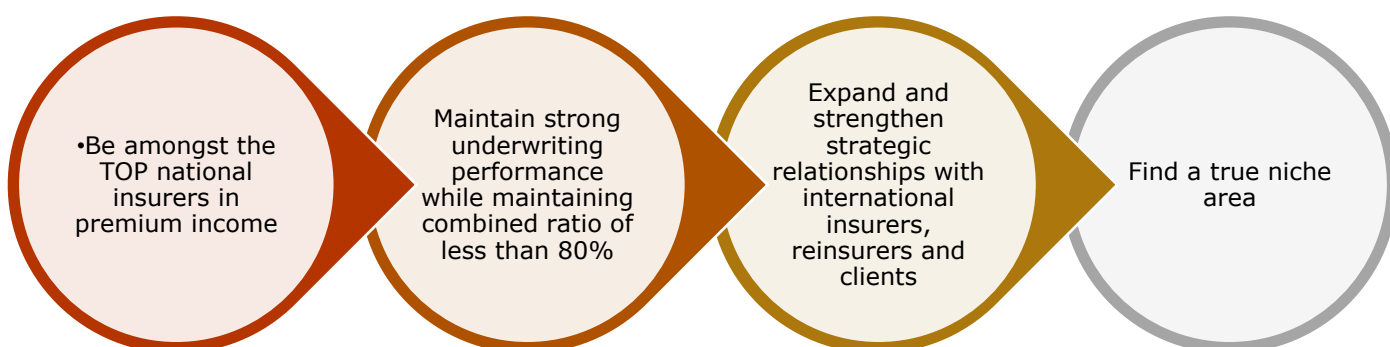 •Be amongst the
TOP national
insurers in
premium income
Maintain strong
underwriting
performance
while maintaining
combined ratio of
less than 80%
Expand and
strengthen
strategic
relationships with
international
insurers,
reinsurers and
clients
Find a true niche
area